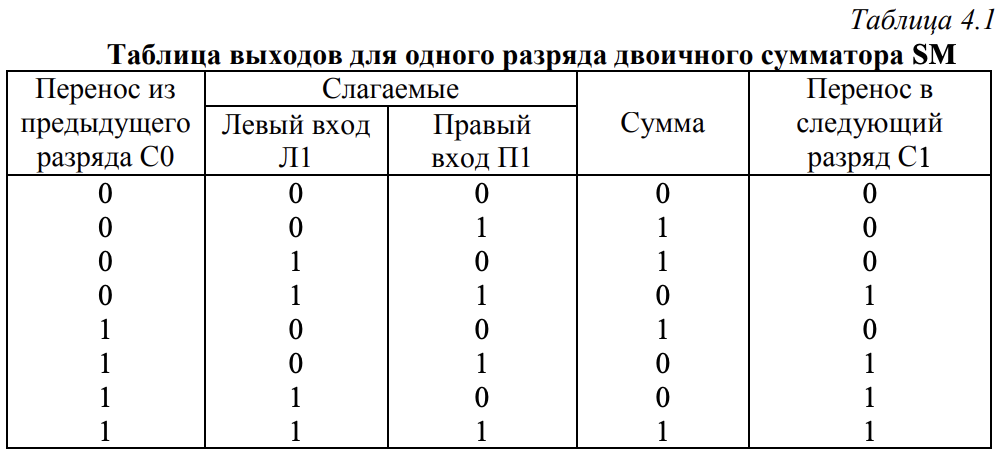 Таблица 4.1
Таблица выходов для одного разряда двоичного сумматора SM
Перенос из предыдущего разряда С0 Слагаемые Сумма Перенос в следующий разряд С1
Левый вход Л1 Правый вход П1
0 0 0 0 0
0 0 1 1 0
0 1 0 1 0
0 1 1 0 1
1 0 0 1 0
1 0 1 0 1
1 1 0 0 1
1 1 1 1 1